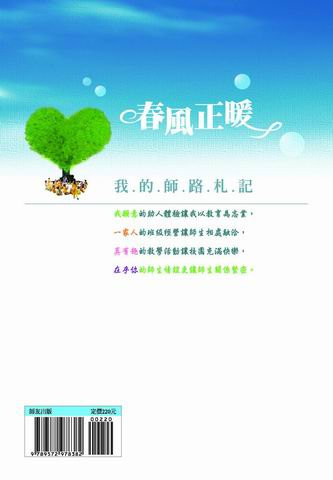 春風正暖
我.的.師.路.札.記
我願意的助人體驗讓我以教育為志業，
一家人的班級經營讓師生相處融洽，
真有趣的教學活動讓校園充滿快樂，
在乎你的師生情誼更讓師生關係緊密。
師友出版 定價220元
00220
9789572978382